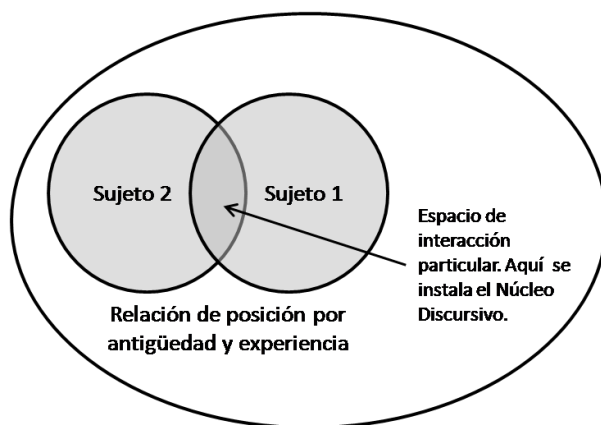 Sujeto 2
Sujeto 1
Espacio de
interacción
particular. Aquí se
instala el Núcleo
Discursivo.
Relación de posición por
antigüedad y experiencia